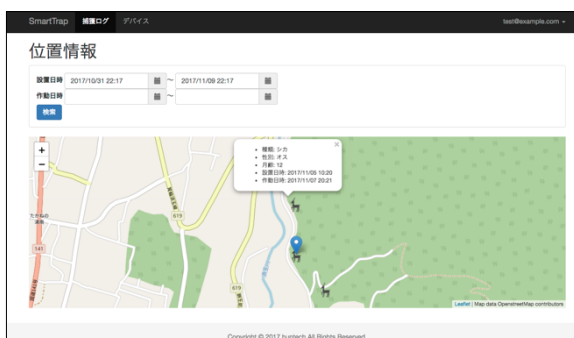 SmartTrap 捕獲ログ デバイス test@example.com
位置情報
設置日時 2017/10/31 22:17 ～ 2017/11/09 22:17
作動日時 ～
検索
×
種類: シカ
性別: オス
月齢: 12
設置日時: 2017/11/05 10:20
作動日時: 2017/11/07 20:21
+
−
619
141
619
Leaflet | Map data OpenstreetMap contributors
Copyright © 2017 huntech All Rights Reserved